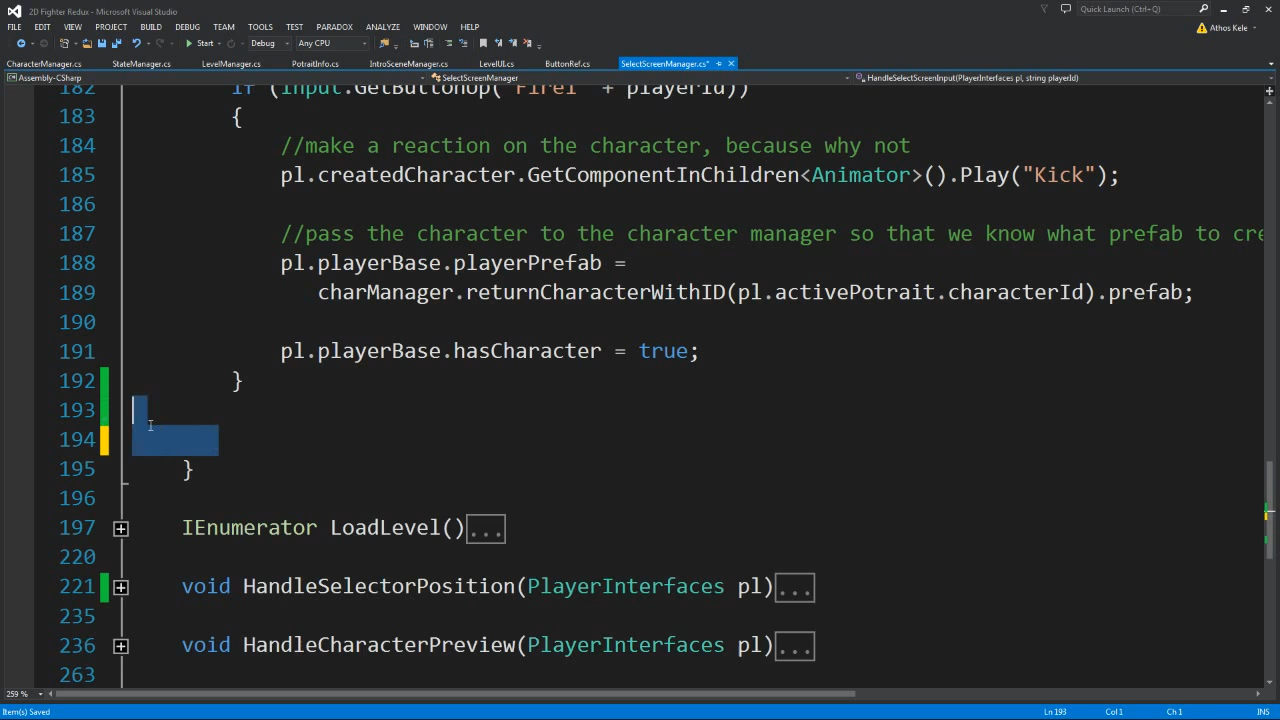 2D Fighter Redux - Microsoft Visual Studio
Quick Launch (Ctrl+Q)
FILE EDIT VIEW PROJECT BUILD DEBUG TEAM TOOLS TEST PARADOX ANALYZE WINDOW HELP
Athos Kele
Start Debug Any CPU
CharacterManager.cs StateManager.cs LevelManager.cs PotraitInfo.cs IntroSceneManager.cs LevelUI.cs ButtonRef.cs SelectScreenManager.cs*
Assembly-CSharp SelectScreenManager HandleSelectScreenInput(PlayerInterfaces pl, string playerId)
182 if (Input.GetButtonUp("Fire1" + playerId))
183 {
184 //make a reaction on the character, because why not
185 pl.createdCharacter.GetComponentInChildren<Animator>().Play("Kick");
186
187 //pass the character to the character manager so that we know what prefab to cre
188 pl.playerBase.playerPrefab =
189 charManager.returnCharacterWithID(pl.activePotrait.characterId).prefab;
190
191 pl.playerBase.hasCharacter = true;
192 }
193
194
195 }
196
197 IEnumerator LoadLevel()...
220
221 void HandleSelectorPosition(PlayerInterfaces pl)...
235
236 void HandleCharacterPreview(PlayerInterfaces pl)...
263
259 %
Item(s) Saved Ln 193 Col 1 Ch 1 INS